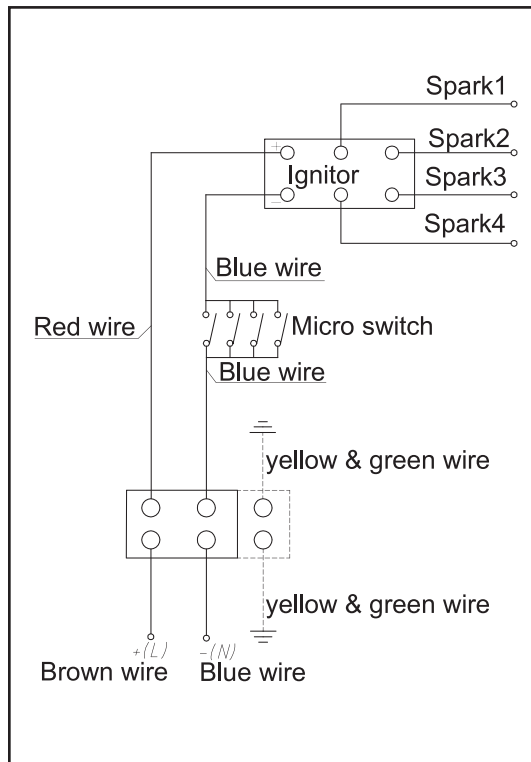 Spark1
Spark2
+
Ignitor
Spark3
−
Spark4
Blue wire
Red wire
Micro switch
Blue wire
yellow & green wire
yellow & green wire
+(L)
-(N)
Brown wire
Blue wire